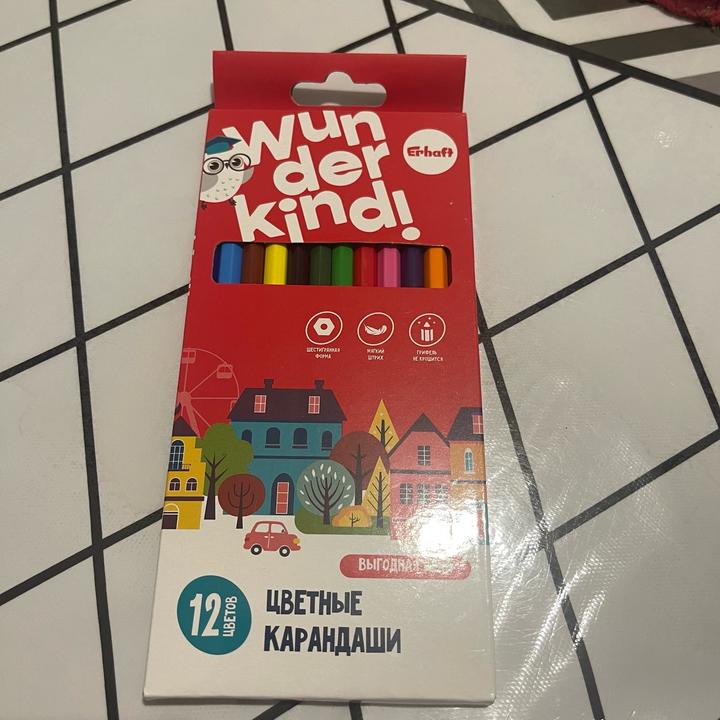 Wun
der
kind!
Erhaft
ШЕСТИГРАННАЯ
ФОРМА
МЯГКИЙ
ШТРИХ
ГРИФЕЛЬ
НЕ КРОШИТСЯ
ВЫГОДНАЯ
12
ЦВЕТОВ
ЦВЕТНЫЕ
КАРАНДАШИ